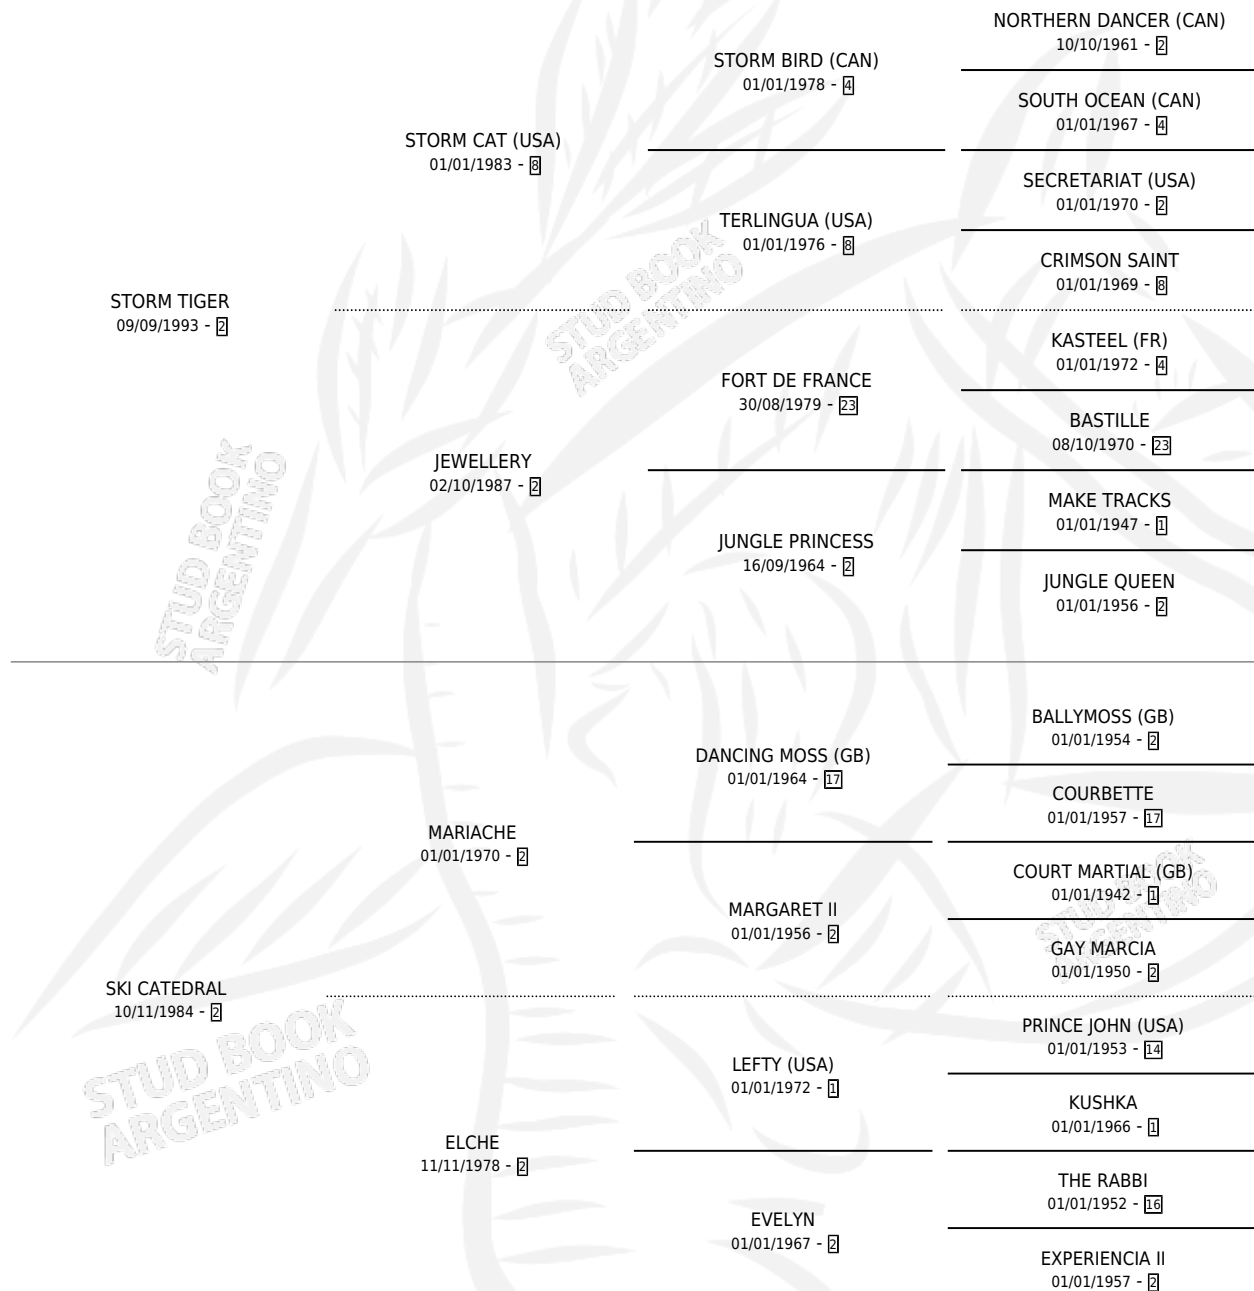 NORTHERN DANCER (CAN)
10/10/1961 - 2
STORM BIRD (CAN)
01/01/1978 - 4
SOUTH OCEAN (CAN)
01/01/1967 - 4
STORM CAT (USA)
01/01/1983 - 8
SECRETARIAT (USA)
01/01/1970 - 2
TERLINGUA (USA)
01/01/1976 - 8
CRIMSON SAINT
01/01/1969 - 8
STORM TIGER
09/09/1993 - 2
STUD BOOK
ARGENTINO
KASTEEL (FR)
01/01/1972 - 4
FORT DE FRANCE
30/08/1979 - 23
BASTILLE
08/10/1970 - 23
JEWELLERY
02/10/1987 - 2
MAKE TRACKS
01/01/1947 - 1
JUNGLE PRINCESS
16/09/1964 - 2
JUNGLE QUEEN
01/01/1956 - 2
STUD BOOK
ARGENTINO
BALLYMOSS (GB)
01/01/1954 - 2
DANCING MOSS (GB)
01/01/1964 - 17
COURBETTE
01/01/1957 - 17
MARIACHE
01/01/1970 - 2
COURT MARTIAL (GB)
01/01/1942 - 1
MARGARET II
01/01/1956 - 2
GAY MARCIA
01/01/1950 - 2
STUD BOOK
ARGENTINO
SKI CATEDRAL
10/11/1984 - 2
PRINCE JOHN (USA)
01/01/1953 - 14
LEFTY (USA)
01/01/1972 - 1
KUSHKA
01/01/1966 - 1
STUD BOOK
ARGENTINO
ELCHE
11/11/1978 - 2
THE RABBI
01/01/1952 - 16
EVELYN
01/01/1967 - 2
EXPERIENCIA II
01/01/1957 - 2